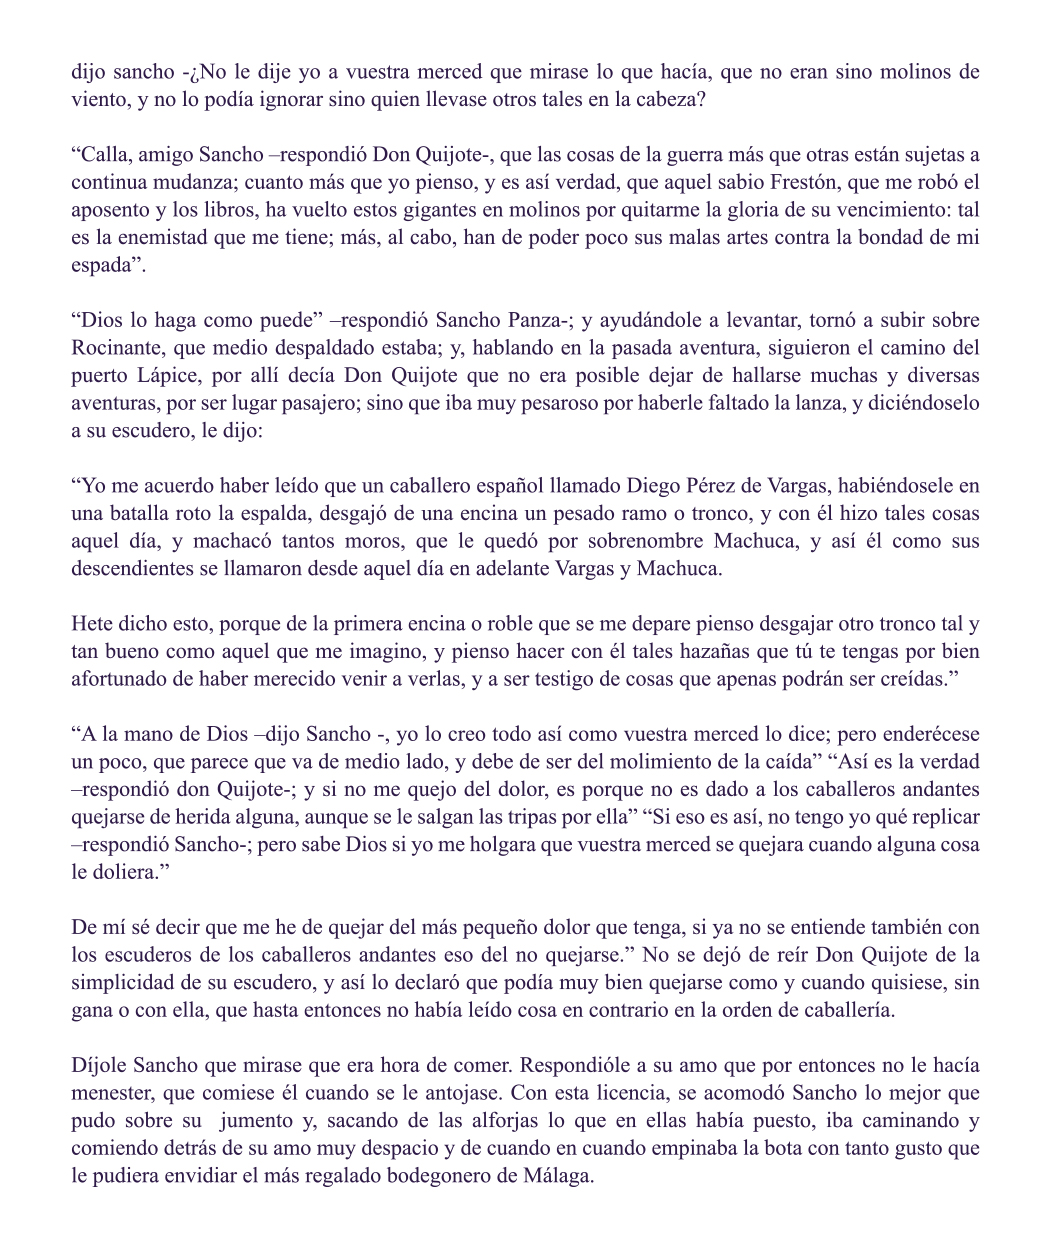 dijo sancho -¿No le dije yo a vuestra merced que mirase lo que hacía, que no eran sino molinos de
viento, y no lo podía ignorar sino quien llevase otros tales en la cabeza?
“Calla, amigo Sancho –respondió Don Quijote-, que las cosas de la guerra más que otras están sujetas a
continua mudanza; cuanto más que yo pienso, y es así verdad, que aquel sabio Frestón, que me robó el
aposento y los libros, ha vuelto estos gigantes en molinos por quitarme la gloria de su vencimiento: tal
es la enemistad que me tiene; más, al cabo, han de poder poco sus malas artes contra la bondad de mi
espada”.
“Dios lo haga como puede” –respondió Sancho Panza-; y ayudándole a levantar, tornó a subir sobre
Rocinante, que medio despaldado estaba; y, hablando en la pasada aventura, siguieron el camino del
puerto Lápice, por allí decía Don Quijote que no era posible dejar de hallarse muchas y diversas
aventuras, por ser lugar pasajero; sino que iba muy pesaroso por haberle faltado la lanza, y diciéndoselo
a su escudero, le dijo:
“Yo me acuerdo haber leído que un caballero español llamado Diego Pérez de Vargas, habiéndosele en
una batalla roto la espalda, desgajó de una encina un pesado ramo o tronco, y con él hizo tales cosas
aquel día, y machacó tantos moros, que le quedó por sobrenombre Machuca, y así él como sus
descendientes se llamaron desde aquel día en adelante Vargas y Machuca.
Hete dicho esto, porque de la primera encina o roble que se me depare pienso desgajar otro tronco tal y
tan bueno como aquel que me imagino, y pienso hacer con él tales hazañas que tú te tengas por bien
afortunado de haber merecido venir a verlas, y a ser testigo de cosas que apenas podrán ser creídas.”
“A la mano de Dios –dijo Sancho -, yo lo creo todo así como vuestra merced lo dice; pero enderécese
un poco, que parece que va de medio lado, y debe de ser del molimiento de la caída” “Así es la verdad
–respondió don Quijote-; y si no me quejo del dolor, es porque no es dado a los caballeros andantes
quejarse de herida alguna, aunque se le salgan las tripas por ella” “Si eso es así, no tengo yo qué replicar
–respondió Sancho-; pero sabe Dios si yo me holgara que vuestra merced se quejara cuando alguna cosa
le doliera.”
De mí sé decir que me he de quejar del más pequeño dolor que tenga, si ya no se entiende también con
los escuderos de los caballeros andantes eso del no quejarse.” No se dejó de reír Don Quijote de la
simplicidad de su escudero, y así lo declaró que podía muy bien quejarse como y cuando quisiese, sin
gana o con ella, que hasta entonces no había leído cosa en contrario en la orden de caballería.
Díjole Sancho que mirase que era hora de comer. Respondióle a su amo que por entonces no le hacía
menester, que comiese él cuando se le antojase. Con esta licencia, se acomodó Sancho lo mejor que
pudo sobre su  jumento y, sacando de las alforjas lo que en ellas había puesto, iba caminando y
comiendo detrás de su amo muy despacio y de cuando en cuando empinaba la bota con tanto gusto que
le pudiera envidiar el más regalado bodegonero de Málaga.